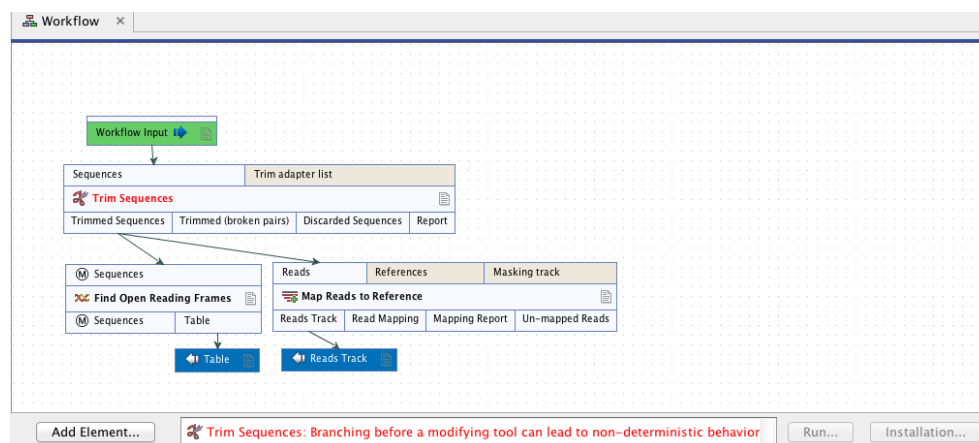 Workflow ×
Workflow Input
Sequences Trim adapter list
Trim Sequences
Trimmed Sequences Trimmed (broken pairs) Discarded Sequences Report
M Sequences
Find Open Reading Frames
M Sequences Table
Table
Reads References Masking track
Map Reads to Reference
Reads Track Read Mapping Mapping Report Un-mapped Reads
Reads Track
Add Element... Trim Sequences: Branching before a modifying tool can lead to non-deterministic behavior Run... Installation...